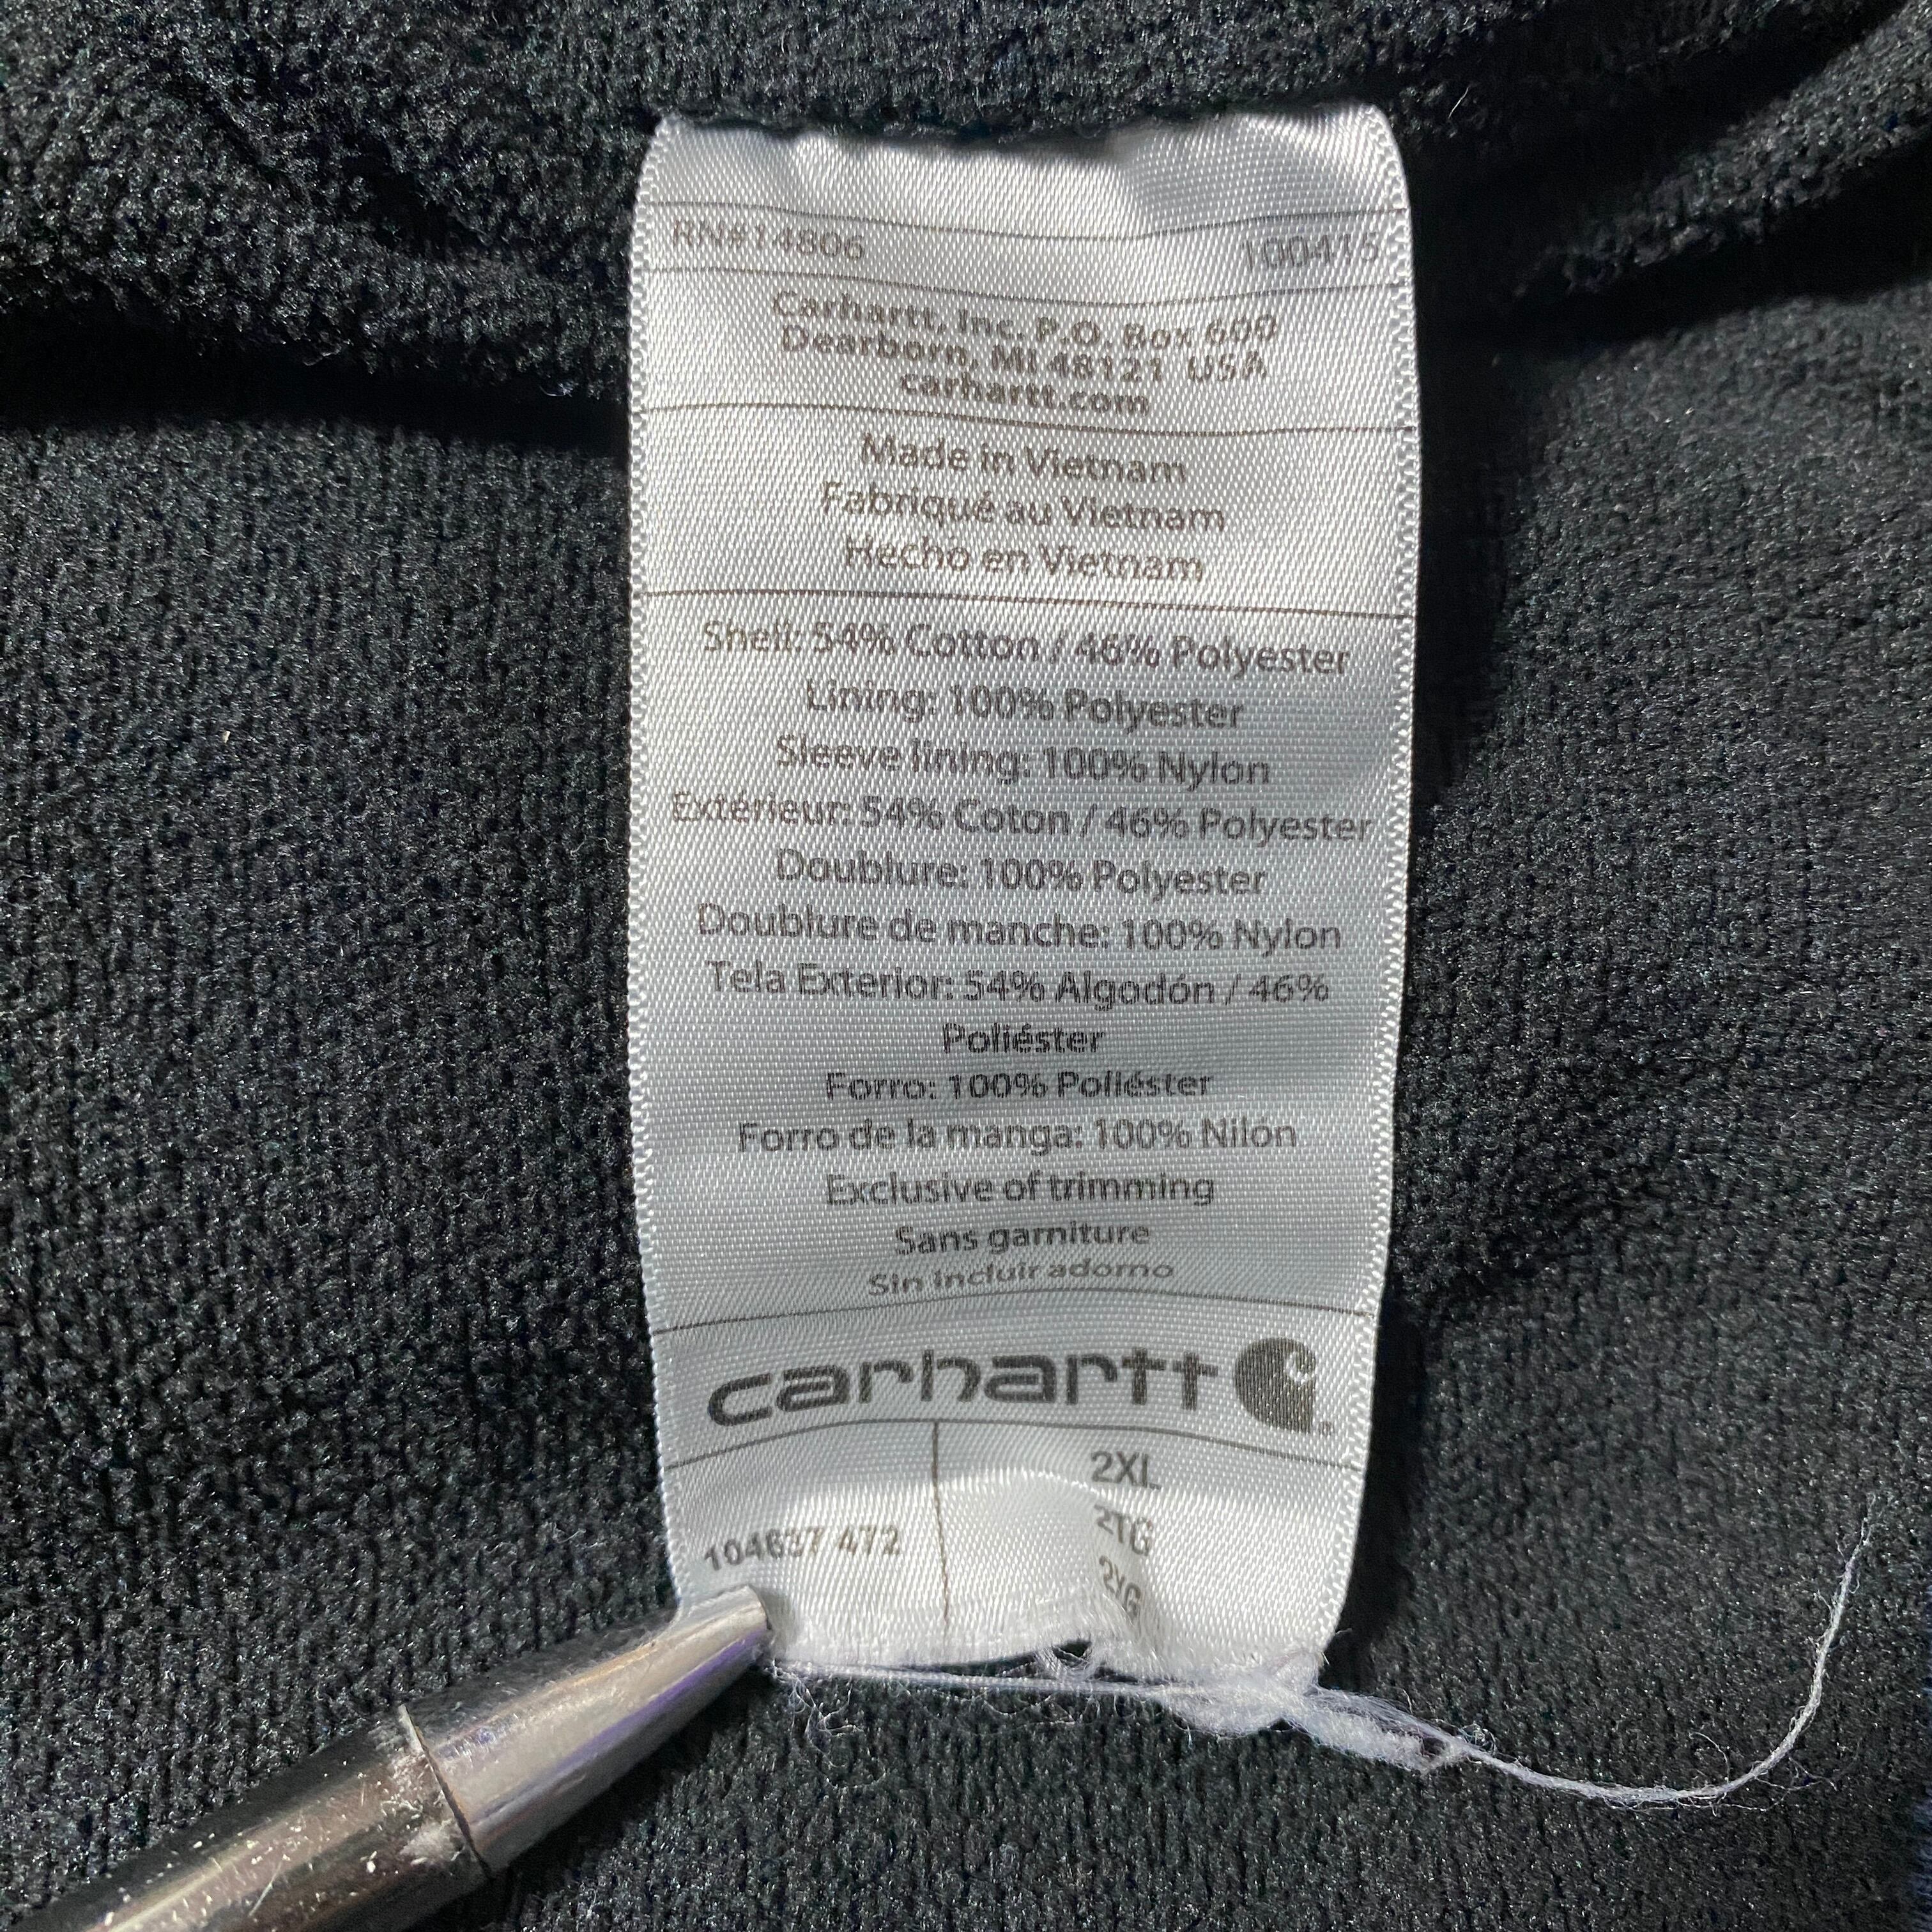 RN#14806 100415
Carhartt, Inc. P.O. Box 600
Dearborn, MI 48121 USA
carhartt.com
Made in Vietnam
Fabriqué au Vietnam
Hecho en Vietnam
Shell: 54% Cotton / 46% Polyester
Lining: 100% Polyester
Sleeve lining: 100% Nylon
Extérieur: 54% Coton / 46% Polyester
Doublure: 100% Polyester
Doublure de manche: 100% Nylon
Tela Exterior: 54% Algodón / 46%
Poliéster
Forro: 100% Poliéster
Forro de la manga: 100% Nilón
Exclusive of trimming
Sans garniture
Sin incluir adorno
carhartt
2XL
2TG
104637 472
2XG